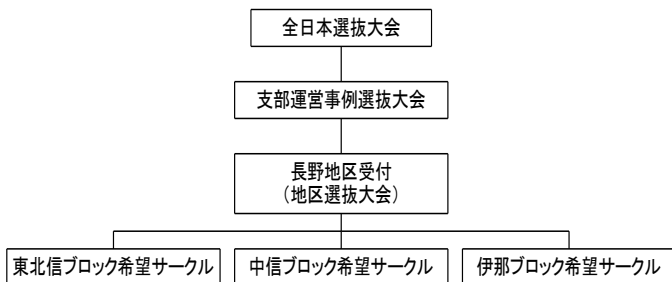 全日本選抜大会
支部運営事例選抜大会
長野地区受付
（地区選抜大会）
東北信ブロック希望サークル
中信ブロック希望サークル
伊那ブロック希望サークル